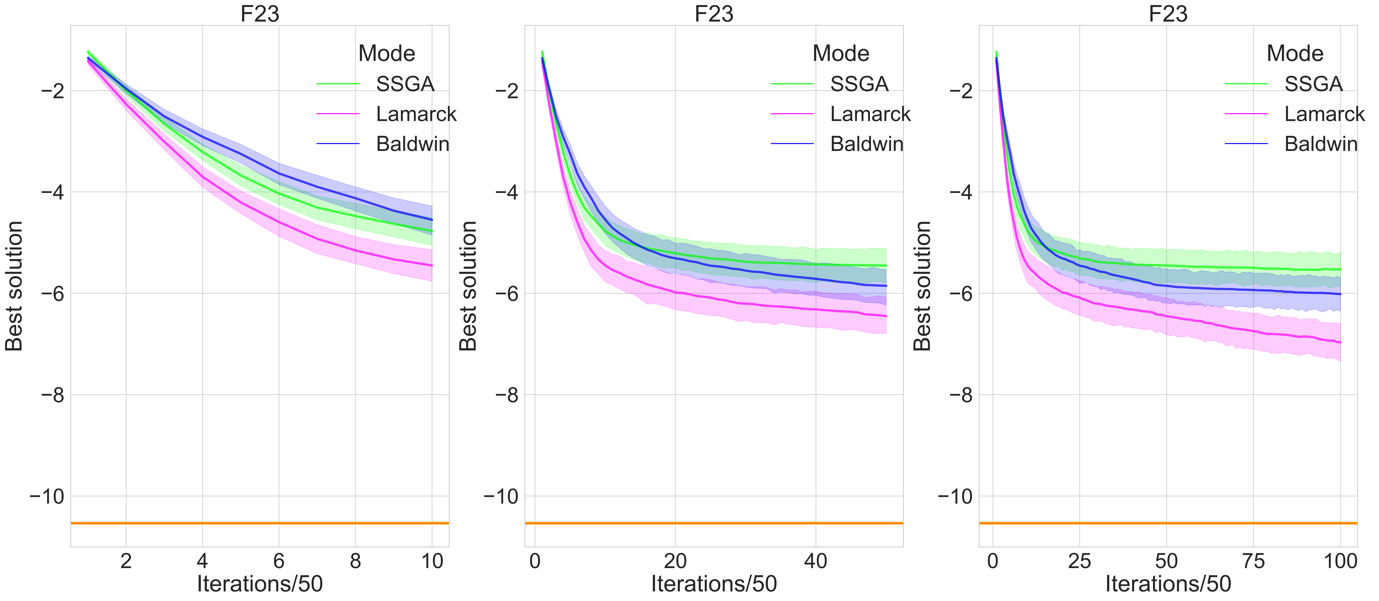 F23
Mode
SSGA
Lamarck
Baldwin
Best solution
−2
−4
−6
−8
−10
2
4
6
8
10
Iterations/50
F23
Mode
SSGA
Lamarck
Baldwin
Best solution
−2
−4
−6
−8
−10
0
20
40
Iterations/50
F23
Mode
SSGA
Lamarck
Baldwin
Best solution
−2
−4
−6
−8
−10
0
25
50
75
100
Iterations/50